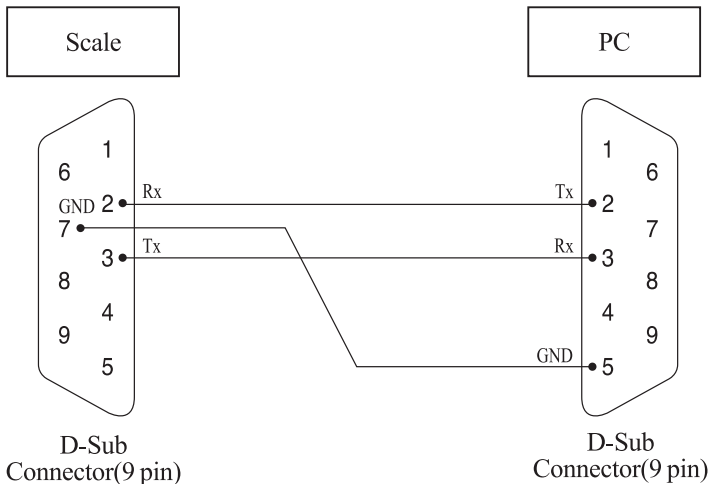 Scale
PC
1
6
2
Rx
GND
7
3
Tx
8
4
9
5
1
6
Tx
2
7
Rx
3
8
4
9
GND
5
D-Sub
Connector(9 pin)
D-Sub
Connector(9 pin)